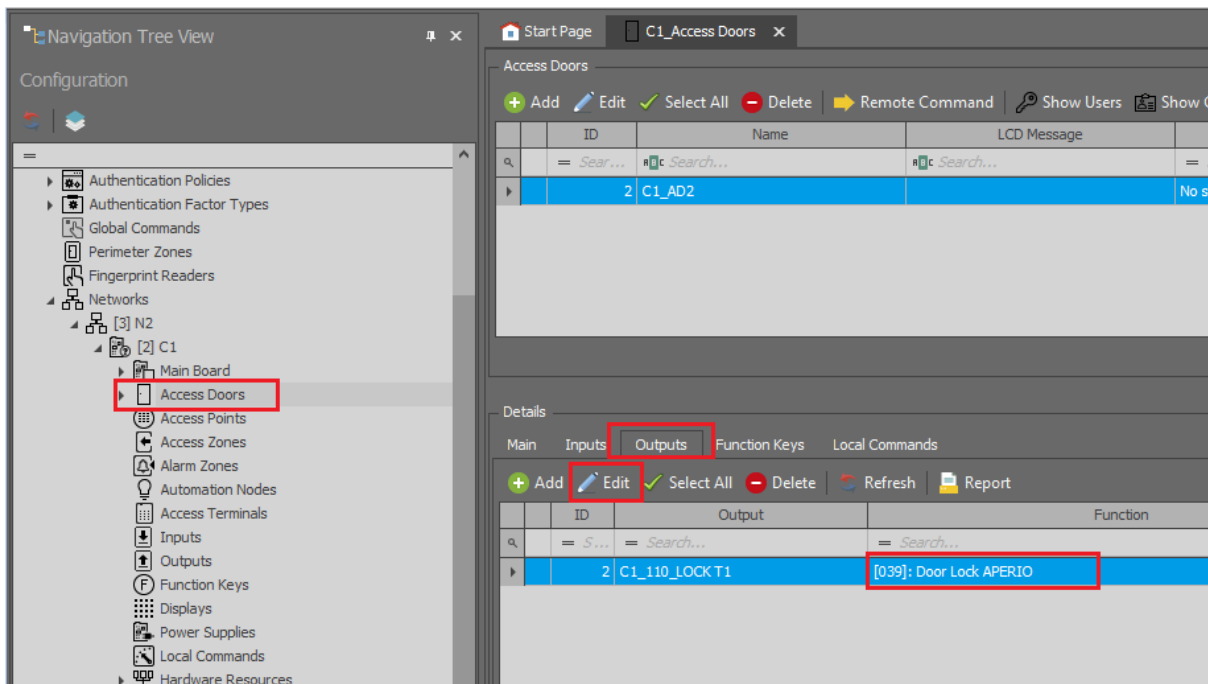 Navigation Tree View
Configuration
=
Authentication Policies
Authentication Factor Types
Global Commands
Perimeter Zones
Fingerprint Readers
Networks
[3] N2
[2] C1
Main Board
Access Doors
Access Points
Access Zones
Alarm Zones
Automation Nodes
Access Terminals
Inputs
Outputs
Function Keys
Displays
Power Supplies
Local Commands
Hardware Resources
Start Page C1_Access Doors
Access Doors
Add Edit Select All Delete Remote Command Show Users Show
ID Name LCD Message
= Sear... ABC Search... ABC Search... =
2 C1_AD2 No s
Details
Main Inputs Outputs Function Keys Local Commands
Add Edit Select All Delete Refresh Report
ID Output Function
= S... = Search... = Search...
2 C1_110_LOCK T1 [039]: Door Lock APERIO